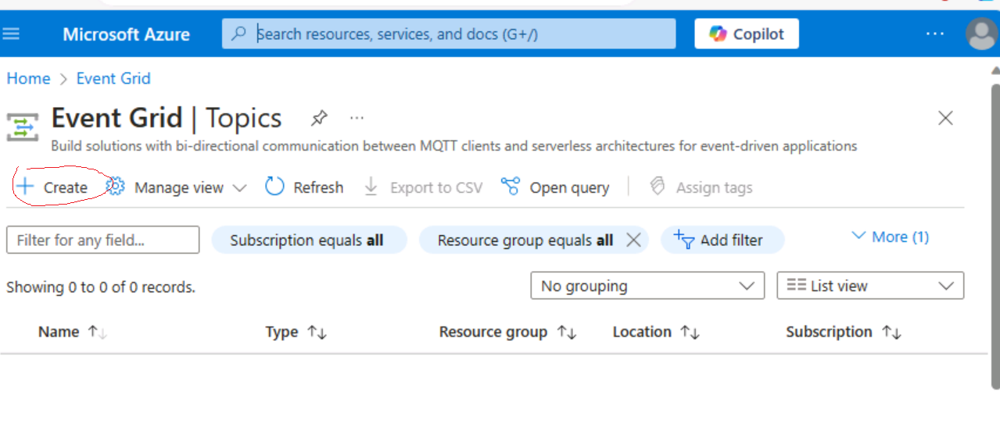 Microsoft Azure Search resources, services, and docs (G+/) Copilot ...
Home > Event Grid
Event Grid | Topics ...
Build solutions with bi-directional communication between MQTT clients and serverless architectures for event-driven applications
+ Create Manage view Refresh Export to CSV Open query Assign tags
Filter for any field... Subscription equals all Resource group equals all Add filter More (1)
Showing 0 to 0 of 0 records. No grouping List view
Name Type Resource group Location Subscription